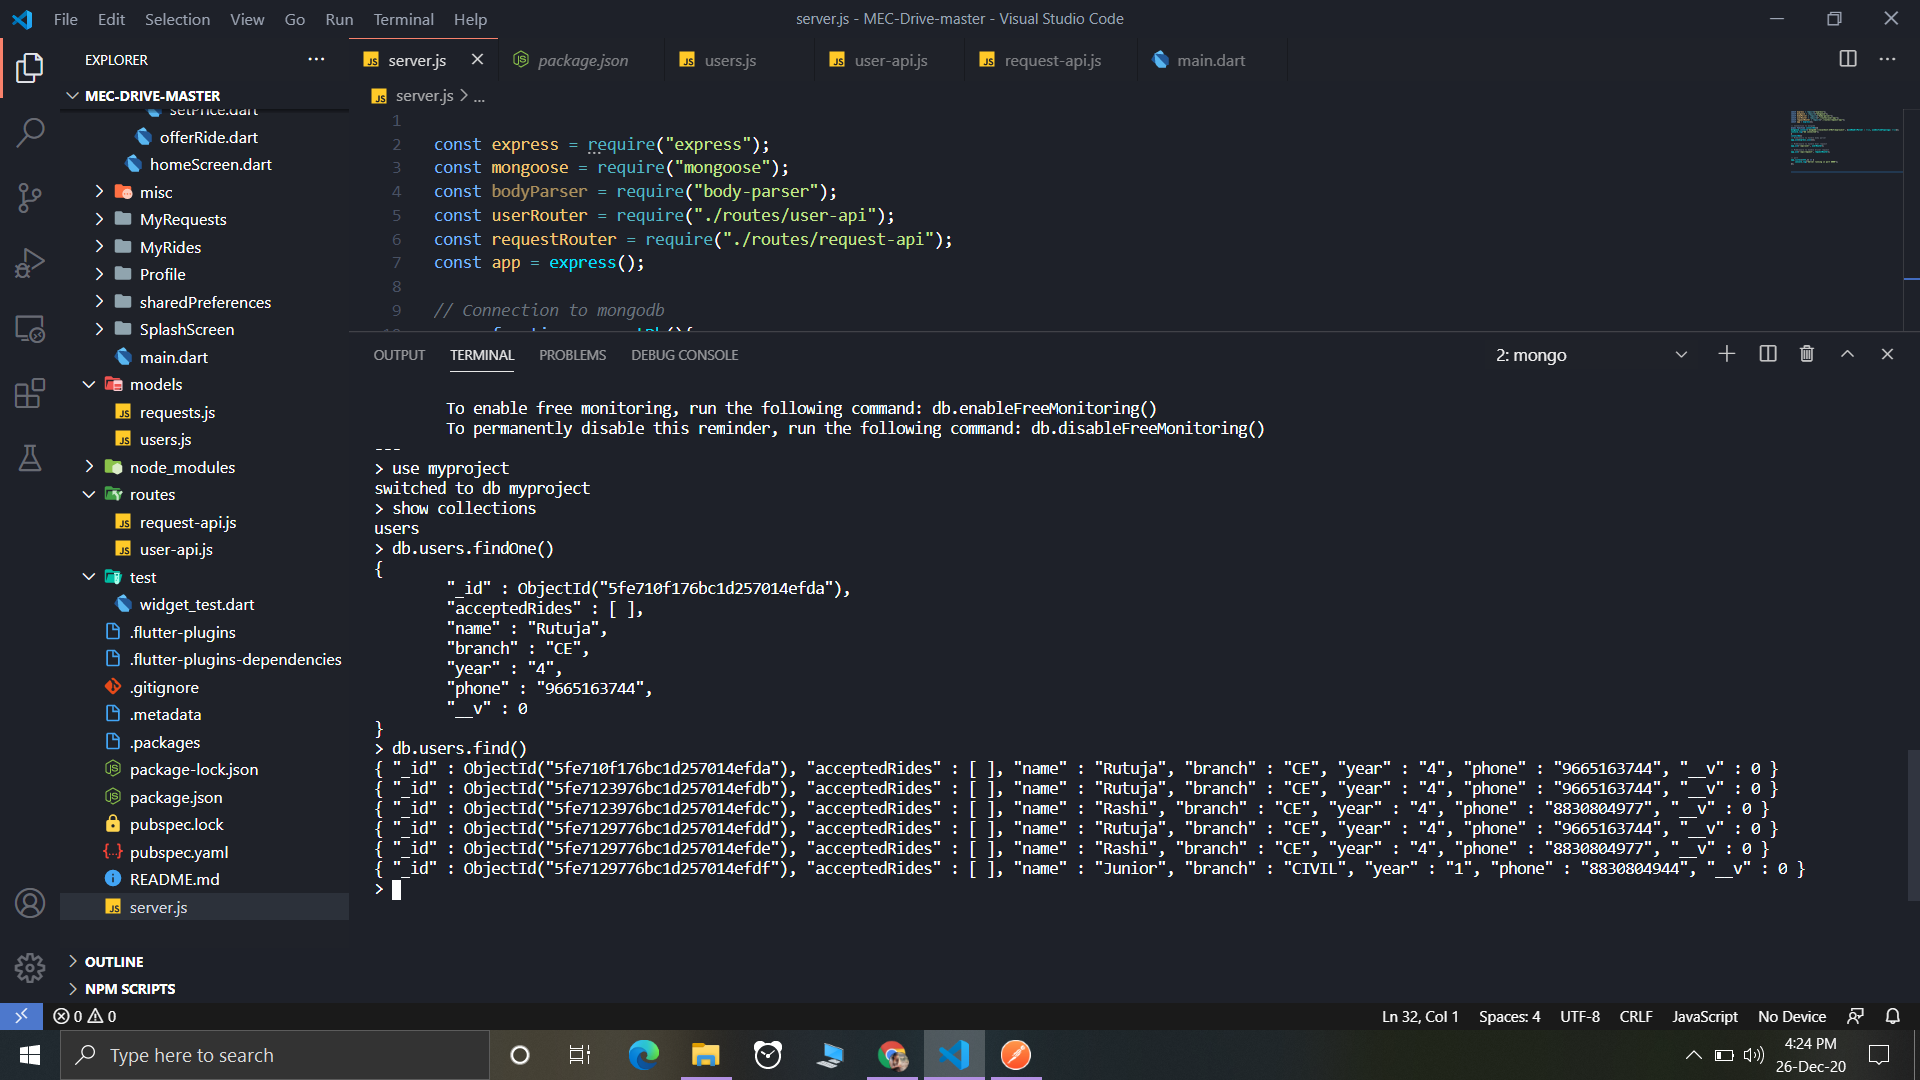 File Edit Selection View Go Run Terminal Help
server.js - MEC-Drive-master - Visual Studio Code
EXPLORER
MEC-DRIVE-MASTER
setPrice.dart
offerRide.dart
homeScreen.dart
misc
MyRequests
MyRides
Profile
sharedPreferences
SplashScreen
main.dart
models
requests.js
users.js
node_modules
routes
request-api.js
user-api.js
test
widget_test.dart
.flutter-plugins
.flutter-plugins-dependencies
.gitignore
.metadata
.packages
package-lock.json
package.json
pubspec.lock
pubspec.yaml
README.md
server.js
OUTLINE
NPM SCRIPTS
server.js package.json users.js user-api.js request-api.js main.dart
server.js > ...
1
2 const express = require("express");
3 const mongoose = require("mongoose");
4 const bodyParser = require("body-parser");
5 const userRouter = require("./routes/user-api");
6 const requestRouter = require("./routes/request-api");
7 const app = express();
8
9 // Connection to mongodb
OUTPUT TERMINAL PROBLEMS DEBUG CONSOLE
2: mongo
To enable free monitoring, run the following command: db.enableFreeMonitoring()
To permanently disable this reminder, run the following command: db.disableFreeMonitoring()
---
> use myproject
switched to db myproject
> show collections
users
> db.users.findOne()
{
"_id" : ObjectId("5fe710f176bc1d257014efda"),
"acceptedRides" : [ ],
"name" : "Rutuja",
"branch" : "CE",
"year" : "4",
"phone" : "9665163744",
"__v" : 0
}
> db.users.find()
{ "_id" : ObjectId("5fe710f176bc1d257014efda"), "acceptedRides" : [ ], "name" : "Rutuja", "branch" : "CE", "year" : "4", "phone" : "9665163744", "__v" : 0 }
{ "_id" : ObjectId("5fe7123976bc1d257014efdb"), "acceptedRides" : [ ], "name" : "Rutuja", "branch" : "CE", "year" : "4", "phone" : "9665163744", "__v" : 0 }
{ "_id" : ObjectId("5fe7123976bc1d257014efdc"), "acceptedRides" : [ ], "name" : "Rashi", "branch" : "CE", "year" : "4", "phone" : "8830804977", "__v" : 0 }
{ "_id" : ObjectId("5fe7129776bc1d257014efdd"), "acceptedRides" : [ ], "name" : "Rutuja", "branch" : "CE", "year" : "4", "phone" : "9665163744", "__v" : 0 }
{ "_id" : ObjectId("5fe7129776bc1d257014efde"), "acceptedRides" : [ ], "name" : "Rashi", "branch" : "CE", "year" : "4", "phone" : "8830804977", "__v" : 0 }
{ "_id" : ObjectId("5fe7129776bc1d257014efdf"), "acceptedRides" : [ ], "name" : "Junior", "branch" : "CIVIL", "year" : "1", "phone" : "8830804944", "__v" : 0 }
>
0 0
Ln 32, Col 1 Spaces: 4 UTF-8 CRLF JavaScript No Device
Type here to search
4:24 PM
26-Dec-20